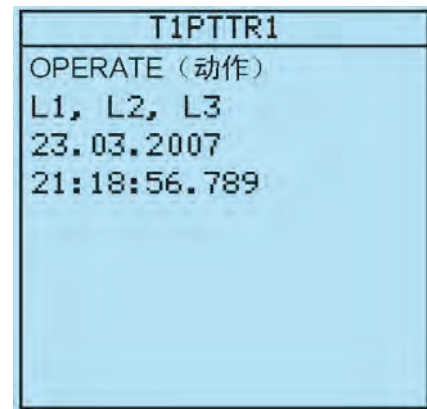 T1PTTR1
OPERATE（动作）
L1, L2, L3
23.03.2007
21:18:56.789